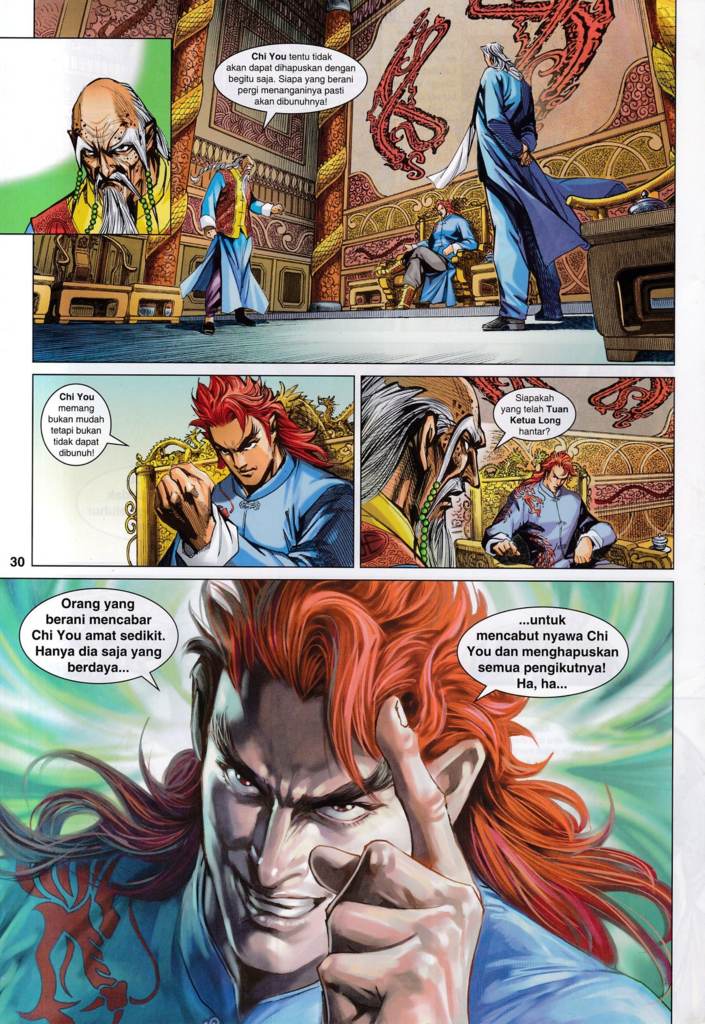 Chi You tentu tidak
akan dapat dihapuskan dengan
begitu saja. Siapa yang berani
pergi menanganinya pasti
akan dibunuhnya!
Chi You
memang
bukan mudah
tetapi bukan
tidak dapat
dibunuh!
Siapakah
yang telah Tuan
Ketua Long
hantar?
30
Orang yang
berani mencabar
Chi You amat sedikit.
Hanya dia saja yang
berdaya...
...untuk
mencabut nyawa Chi
You dan menghapuskan
semua pengikutnya!
Ha, ha...